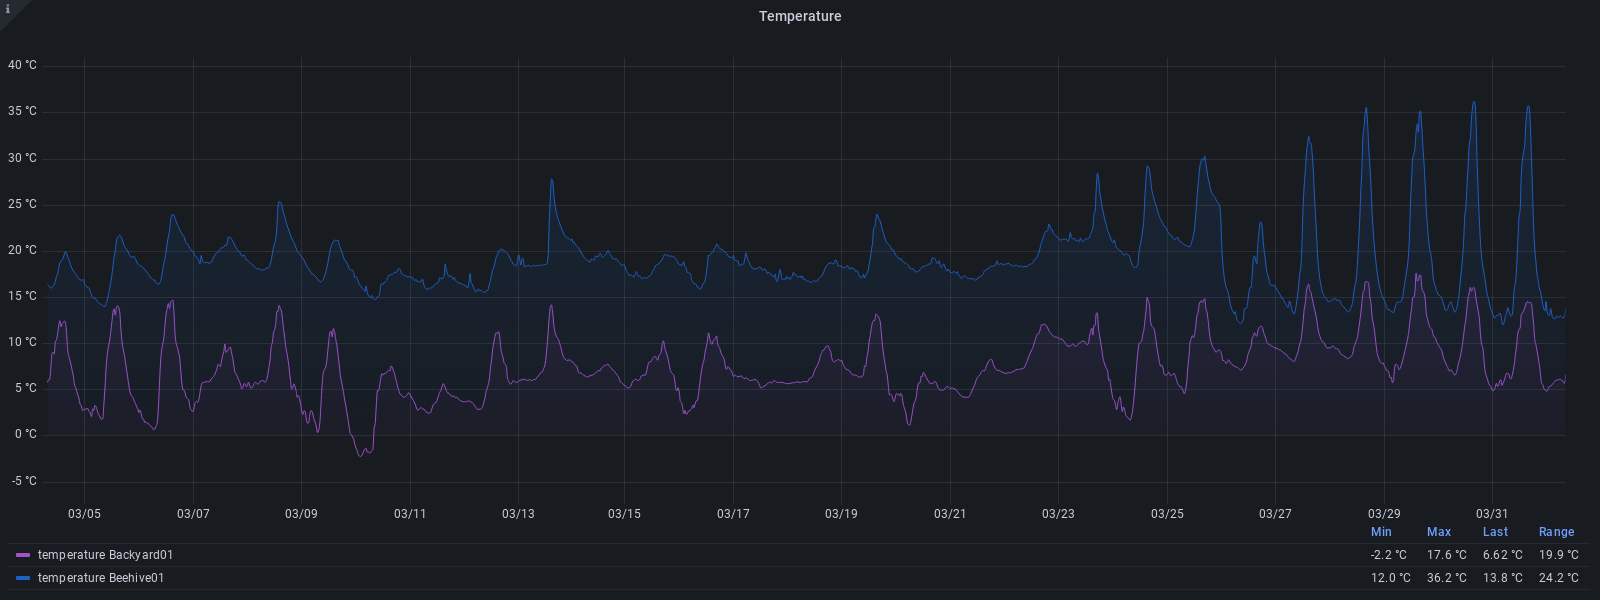 i
Temperature
40 °C
35 °C
30 °C
25 °C
20 °C
15 °C
10 °C
5 °C
0 °C
-5 °C
03/05 03/07 03/09 03/11 03/13 03/15 03/17 03/19 03/21 03/23 03/25 03/27 03/29 03/31
Min Max Last Range
temperature Backyard01 -2.2 °C 17.6 °C 6.62 °C 19.9 °C
temperature Beehive01 12.0 °C 36.2 °C 13.8 °C 24.2 °C